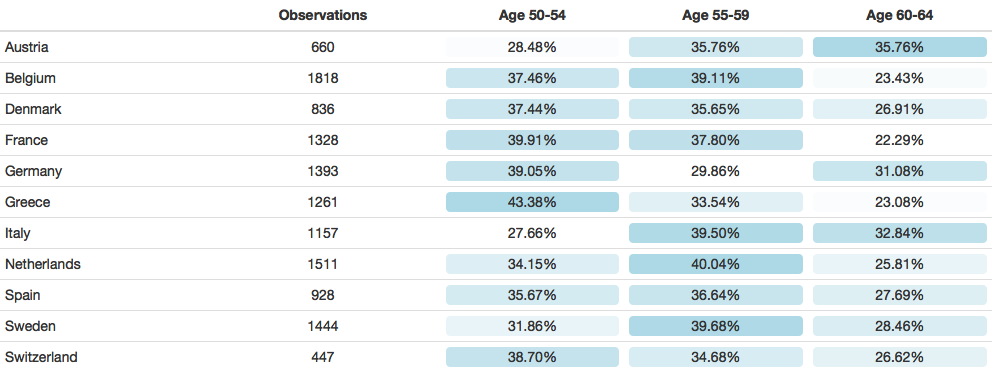 Observations Age 50-54 Age 55-59 Age 60-64
Austria 660 28.48% 35.76% 35.76%
Belgium 1818 37.46% 39.11% 23.43%
Denmark 836 37.44% 35.65% 26.91%
France 1328 39.91% 37.80% 22.29%
Germany 1393 39.05% 29.86% 31.08%
Greece 1261 43.38% 33.54% 23.08%
Italy 1157 27.66% 39.50% 32.84%
Netherlands 1511 34.15% 40.04% 25.81%
Spain 928 35.67% 36.64% 27.69%
Sweden 1444 31.86% 39.68% 28.46%
Switzerland 447 38.70% 34.68% 26.62%